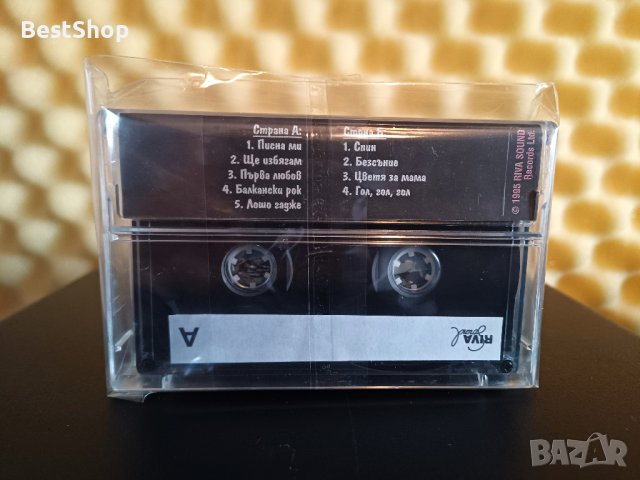 BestShop
Страна А:
1. Писна ми
2. Ще избягам
3. Първа любов
4. Балкански рок
5. Лошо гадже
Страна Б:
1. Спин
2. Безсъние
3. Цветя за мама
4. Гол, гол, гол
© 1995 RIVA SOUND
Records Ltd.
A
RIVA
Sound
BAZAR